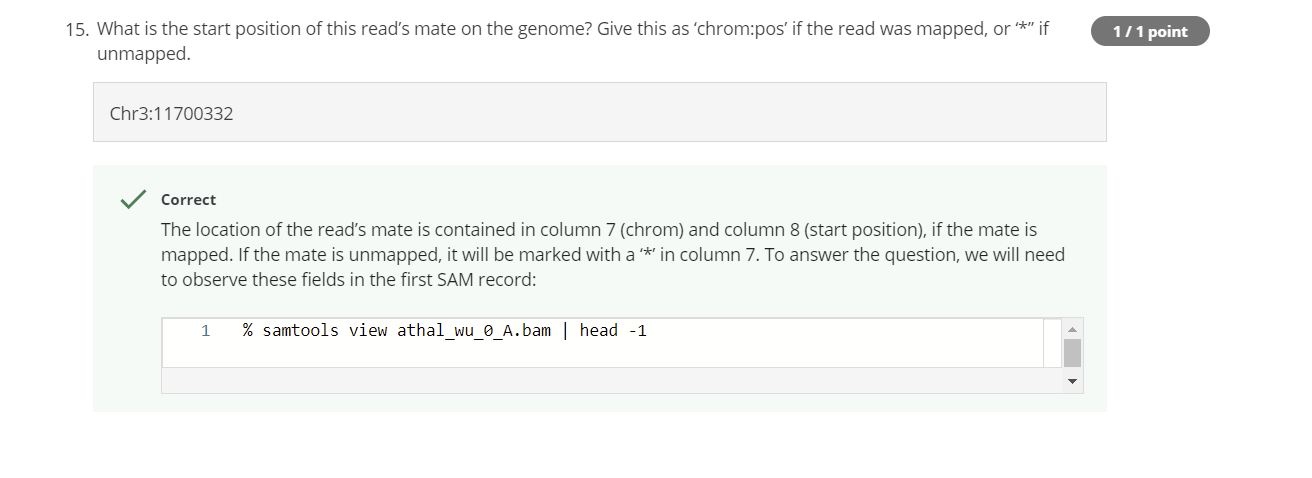 15. What is the start position of this read's mate on the genome? Give this as 'chrom:pos' if the read was mapped, or '*” if
1 / 1 point
unmapped.
Chr3:11700332
Correct
The location of the read's mate is contained in column 7 (chrom) and column 8 (start position), if the mate is
mapped. If the mate is unmapped, it will be marked with a '*' in column 7. To answer the question, we will need
to observe these fields in the first SAM record:
1 % samtools view athal_wu_0_A.bam | head -1